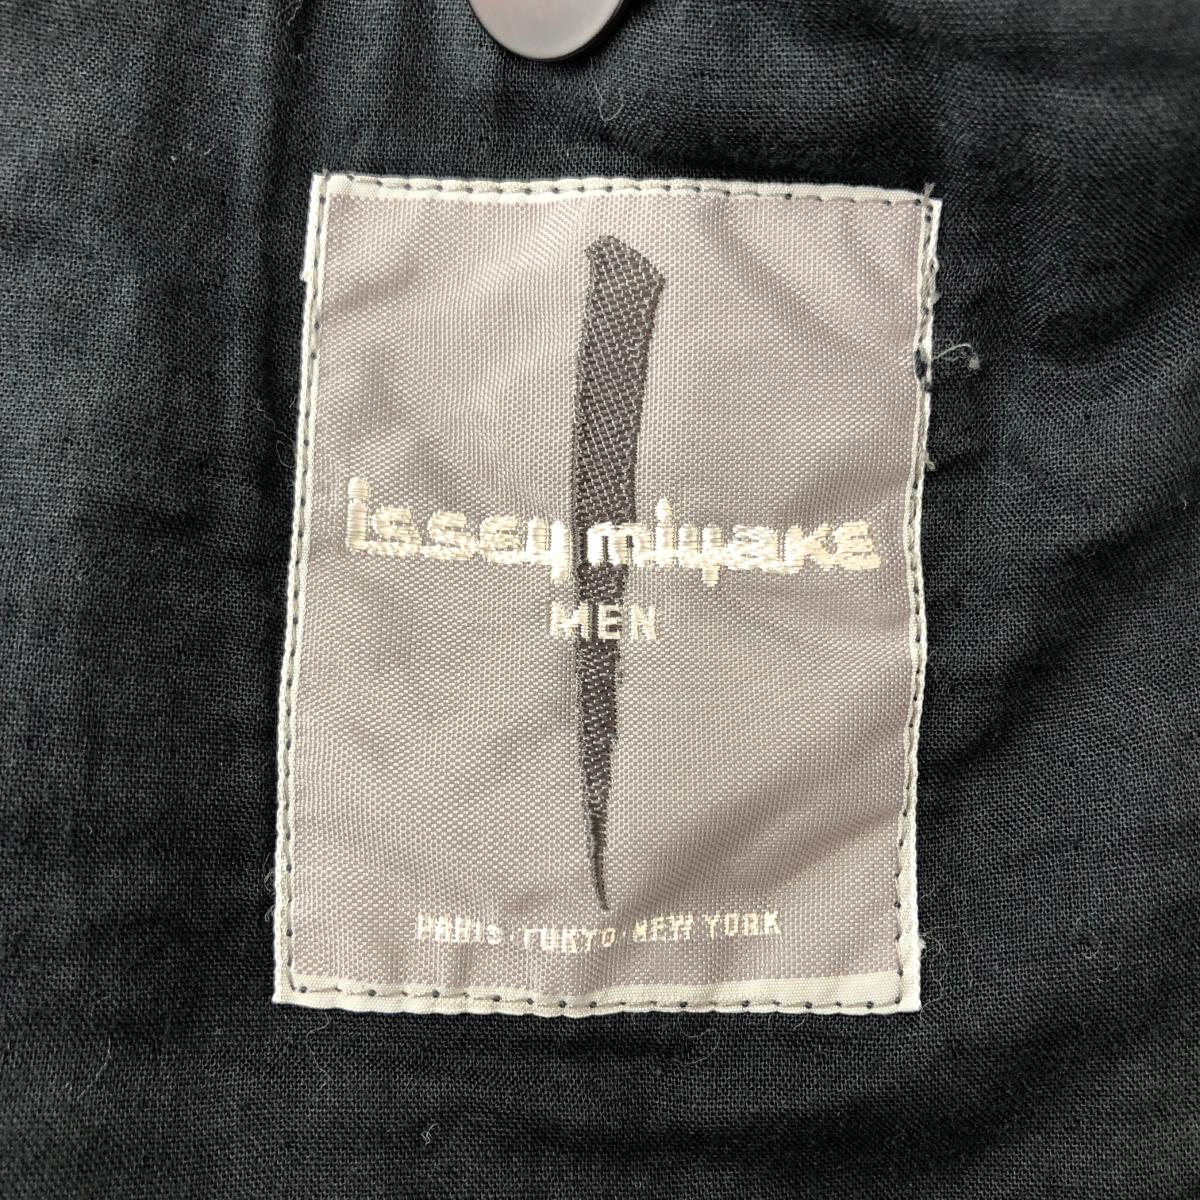 issey miyake
MEN
PARIS · TOKYO · NEW YORK